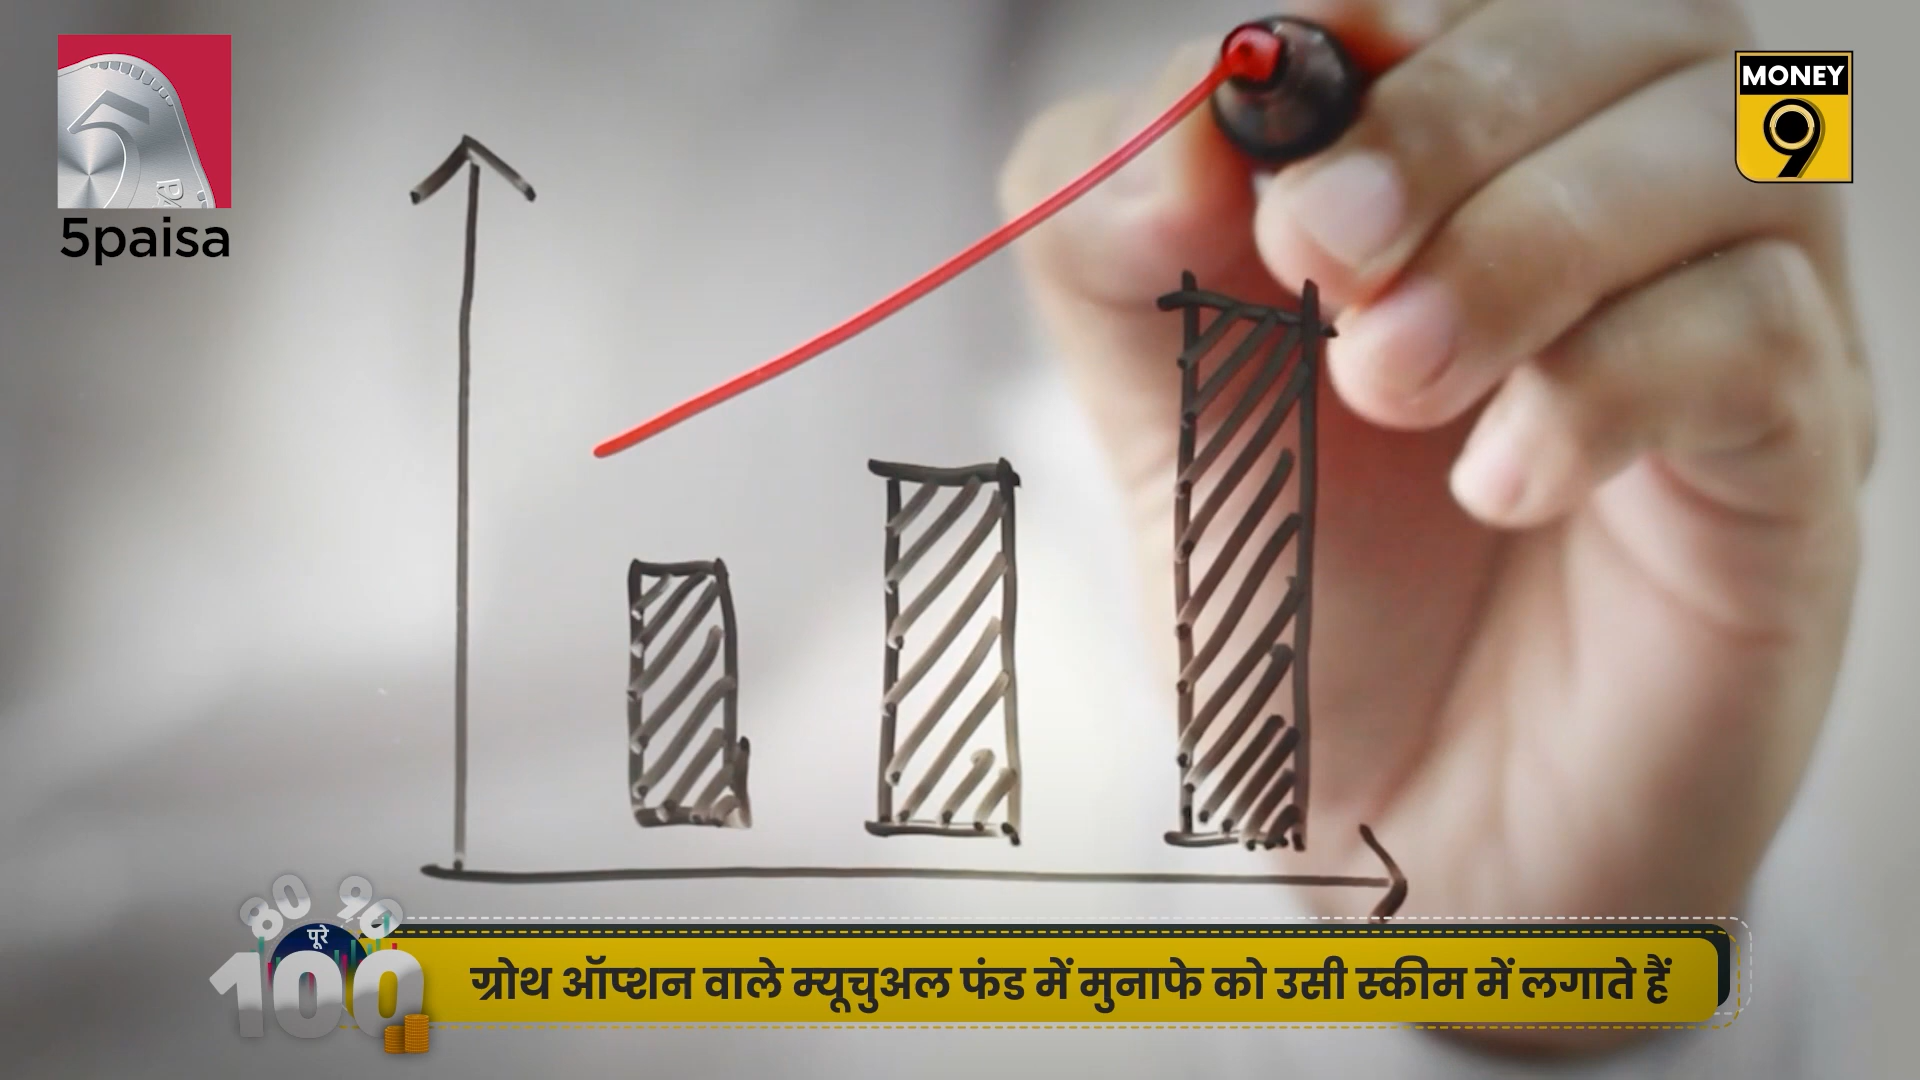 5paisa
MONEY
9
80 90
पूरे
100
ग्रोथ ऑप्शन वाले म्यूचुअल फंड में मुनाफे को उसी स्कीम में लगाते हैं